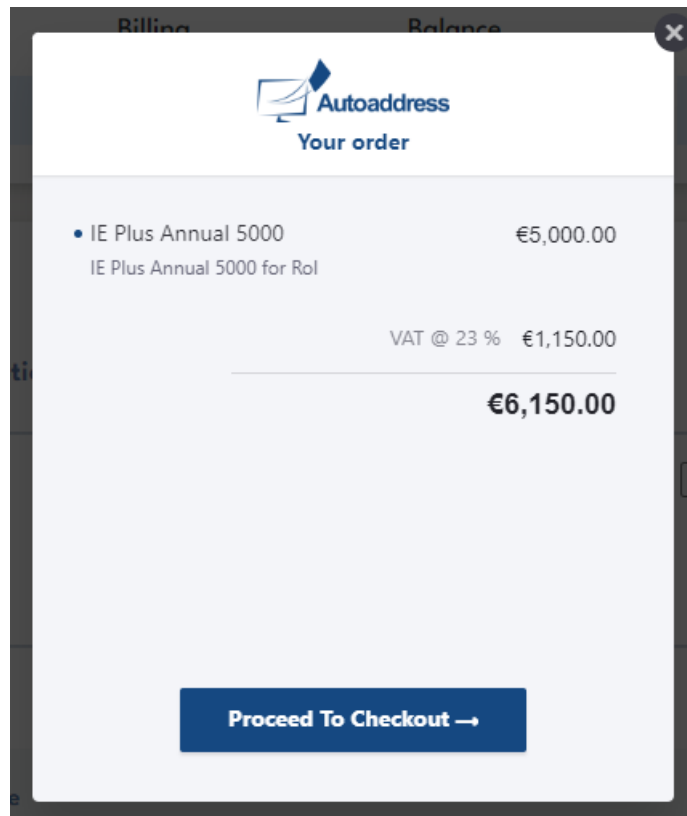 Billing Balance
Autoaddress
Your order
• IE Plus Annual 5000 €5,000.00
IE Plus Annual 5000 for RoI
VAT @ 23 % €1,150.00
€6,150.00
Proceed To Checkout →